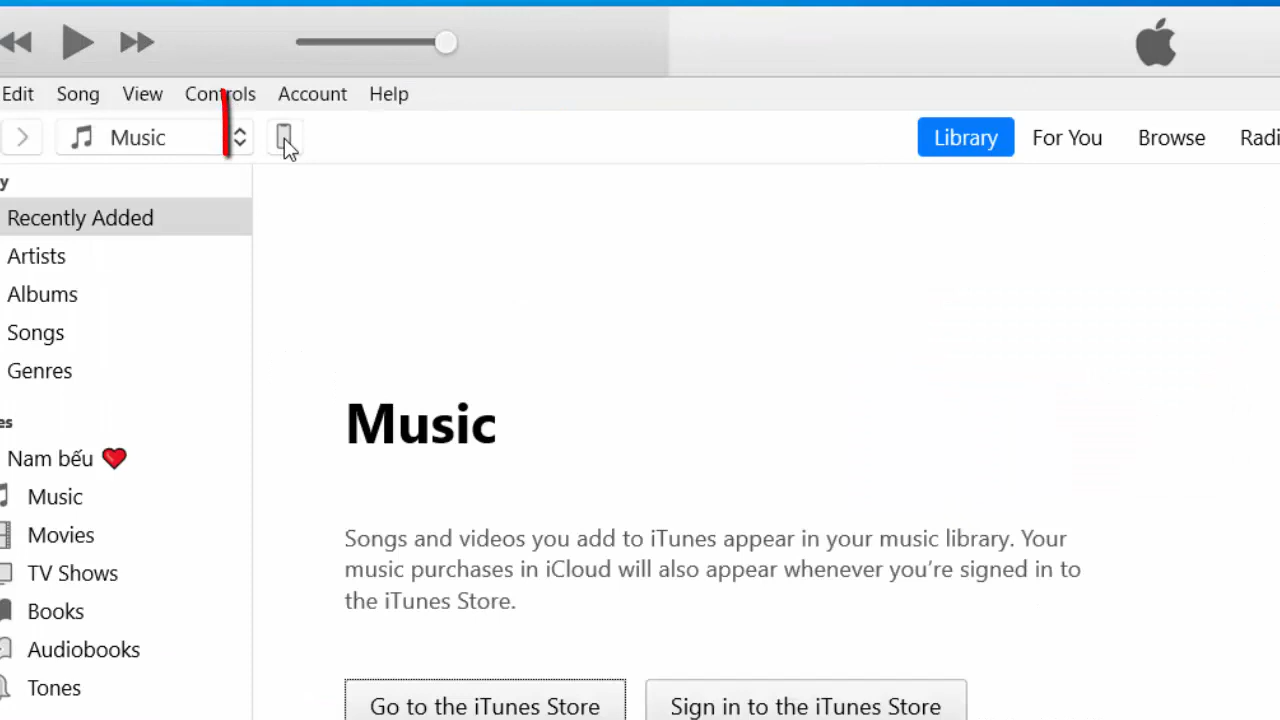 Edit Song View Controls Account Help
Music
Library For You Browse Radi
y
Recently Added
Artists
Albums
Songs
Genres
es
Nam bếu ❤️
Music
Movies
TV Shows
Books
Audiobooks
Tones
Music
Songs and videos you add to iTunes appear in your music library. Your
music purchases in iCloud will also appear whenever you're signed in to
the iTunes Store.
Go to the iTunes Store Sign in to the iTunes Store